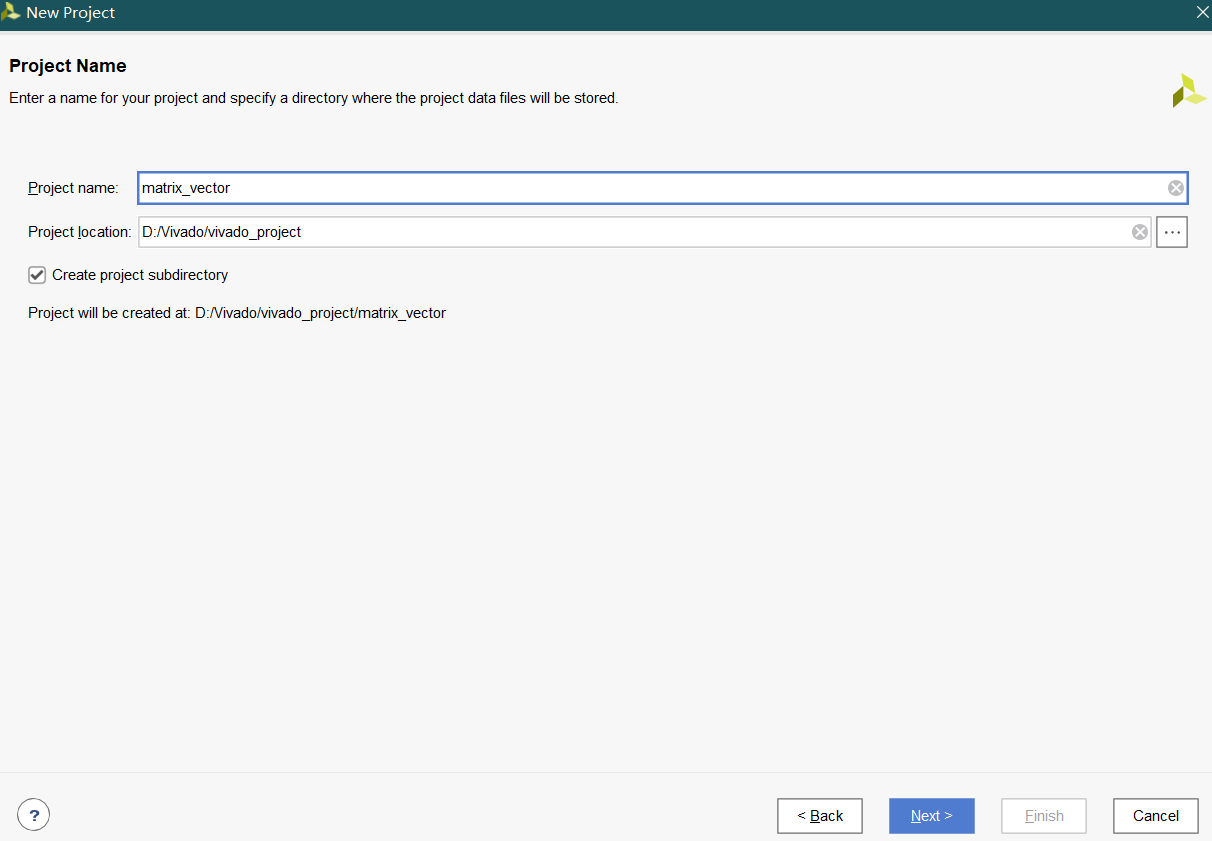 New Project
Project Name
Enter a name for your project and specify a directory where the project data files will be stored.
Project name: matrix_vector
Project location: D:/Vivado/vivado_project ...
Create project subdirectory
Project will be created at: D:/Vivado/vivado_project/matrix_vector
? < Back Next > Finish Cancel